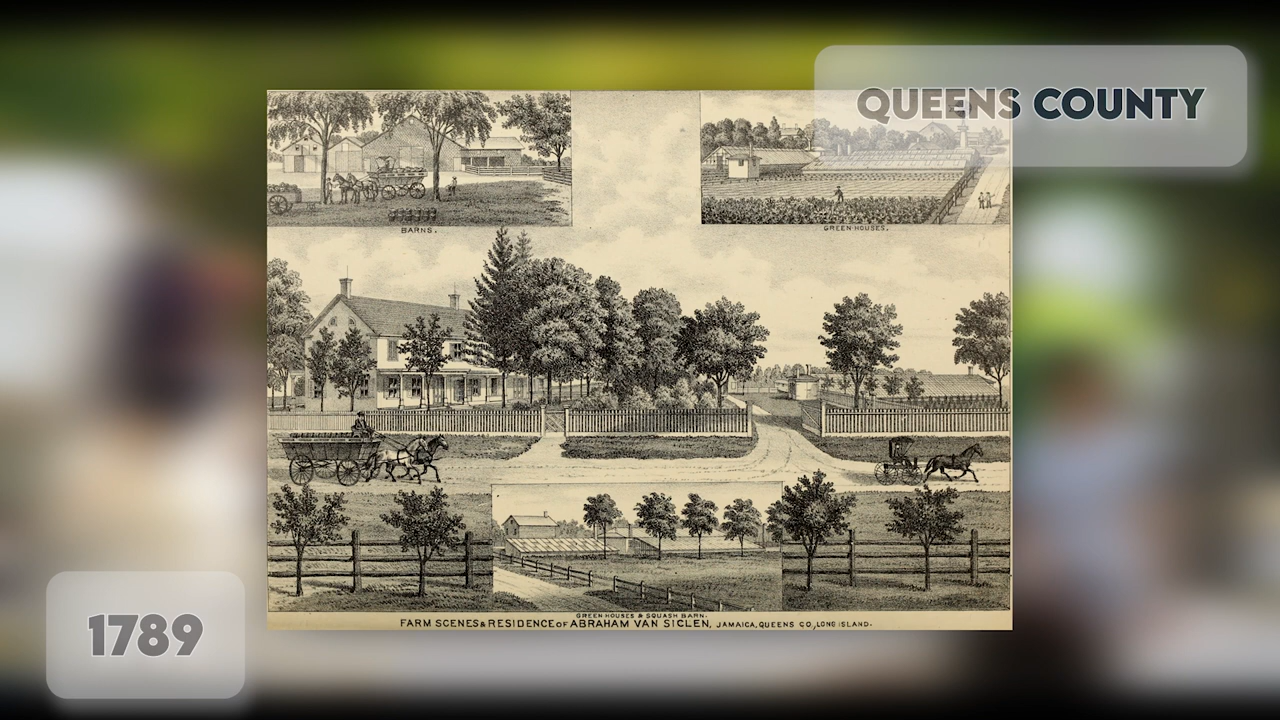 QUEENS COUNTY
BARNS.
GREEN-HOUSES.
1789
GREEN HOUSES & SQUASH BARN.
FARM SCENES & RESIDENCE OF ABRAHAM VAN SICLEN, JAMAICA, QUEENS CO., LONG ISLAND.